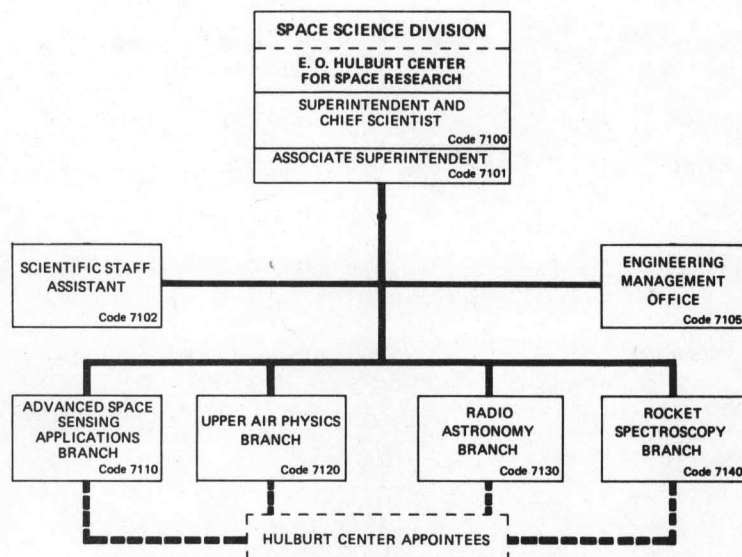 SPACE SCIENCE DIVISION
E. O. HULBURT CENTER
FOR SPACE RESEARCH
SUPERINTENDENT AND
CHIEF SCIENTIST
Code 7100
ASSOCIATE SUPERINTENDENT
Code 7101
SCIENTIFIC STAFF
ASSISTANT
Code 7102
ENGINEERING
MANAGEMENT
OFFICE
Code 7105
ADVANCED SPACE
SENSING
APPLICATIONS
BRANCH
Code 7110
UPPER AIR PHYSICS
BRANCH
Code 7120
RADIO
ASTRONOMY
BRANCH
Code 7130
ROCKET
SPECTROSCOPY
BRANCH
Code 7140
HULBURT CENTER APPOINTEES